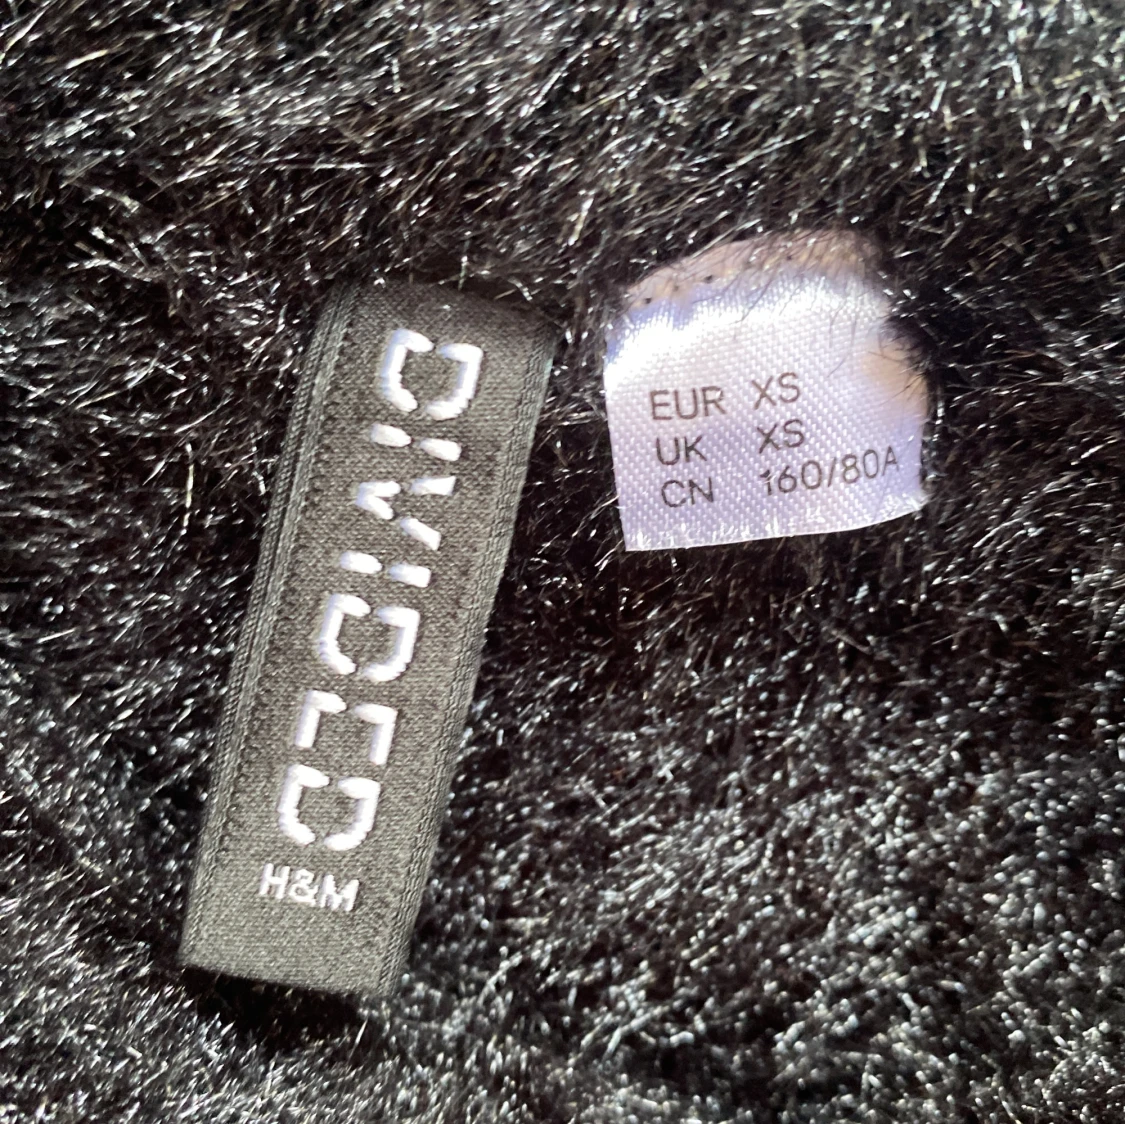 DIVIDED
H&M
EUR XS
UK XS
CN 160/80A